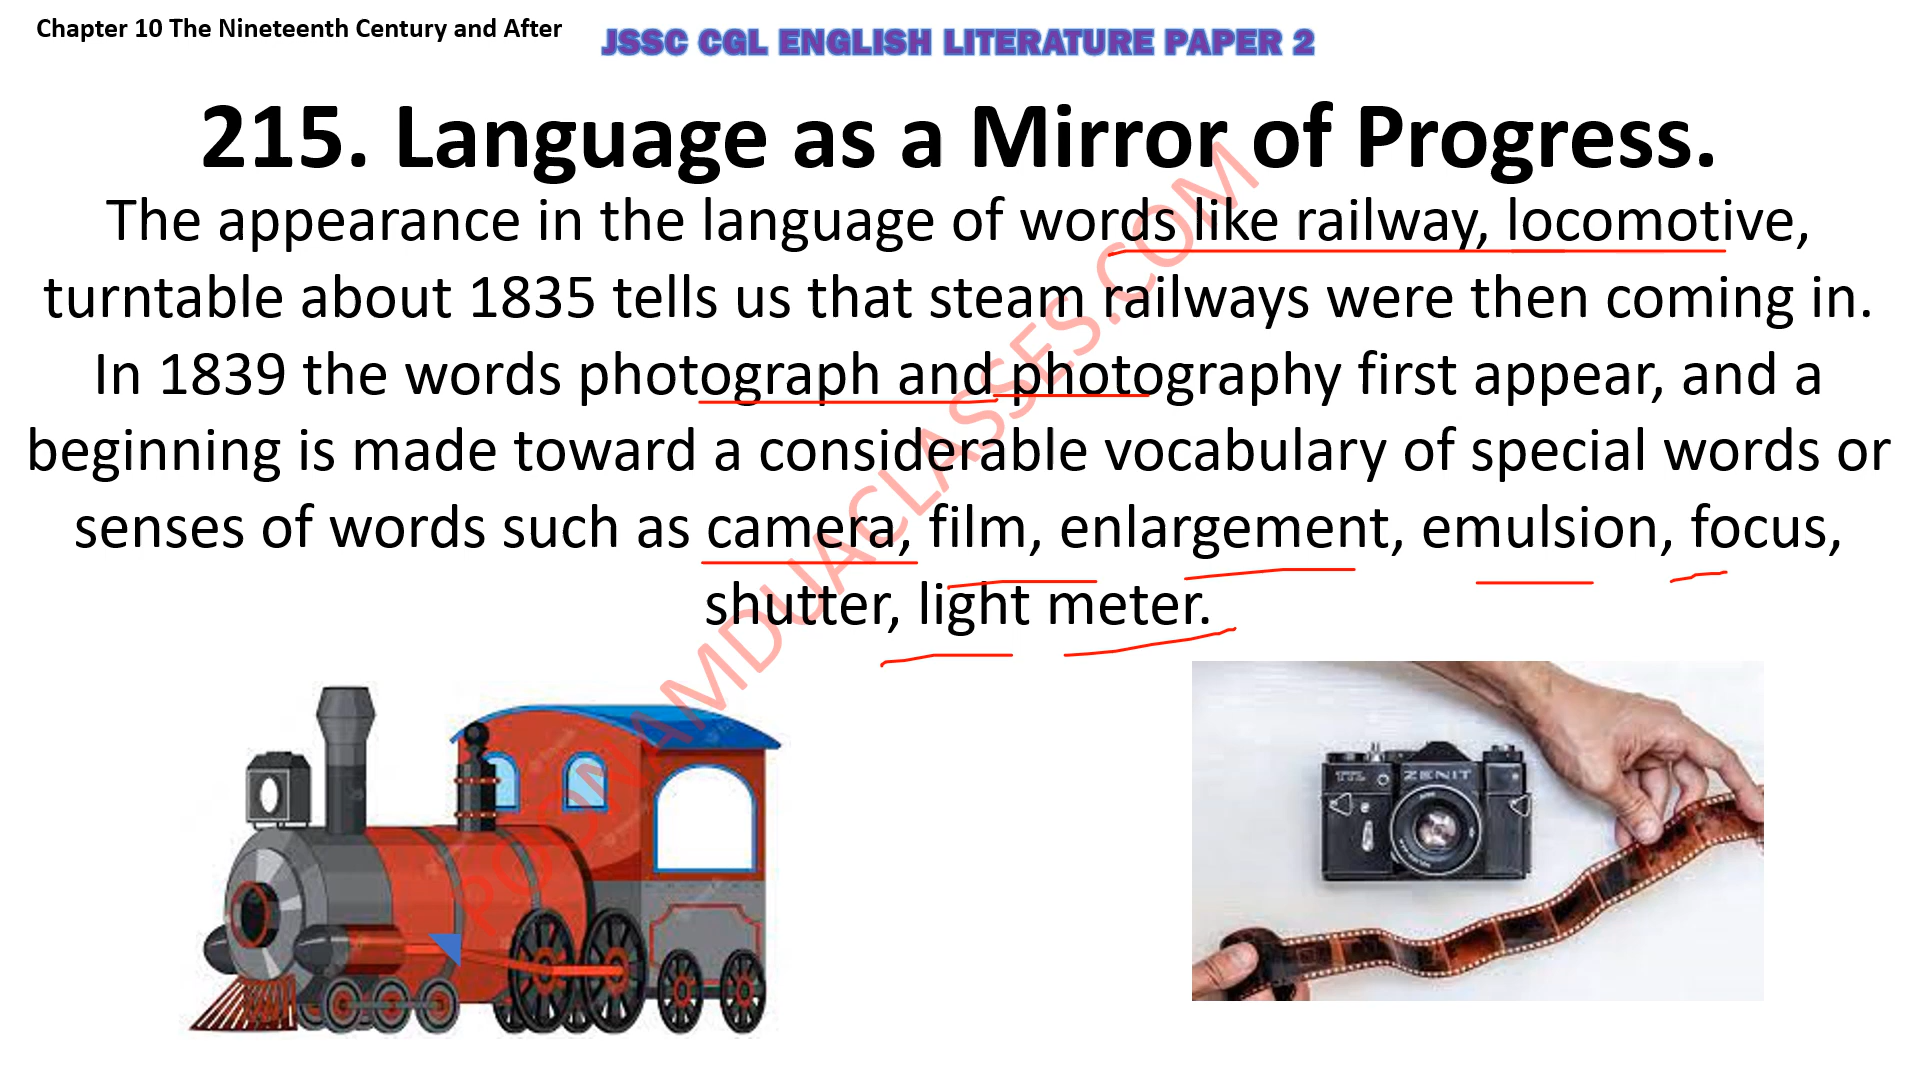 Chapter 10 The Nineteenth Century and After
JSSC CGL ENGLISH LITERATURE PAPER 2
215. Language as a Mirror of Progress.
The appearance in the language of words like railway, locomotive,
turntable about 1835 tells us that steam railways were then coming in.
In 1839 the words photograph and photography first appear, and a
beginning is made toward a considerable vocabulary of special words or
senses of words such as camera, film, enlargement, emulsion, focus,
shutter, light meter.
POONAMDUACLASSES.COM
TTL ZENIT